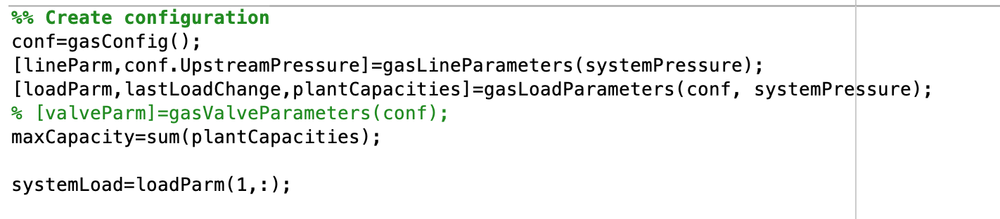 %% Create configuration
conf=gasConfig();
[lineParm,conf.UpstreamPressure]=gasLineParameters(systemPressure);
[loadParm,lastLoadChange,plantCapacities]=gasLoadParameters(conf, systemPressure);
% [valveParm]=gasValveParameters(conf);
maxCapacity=sum(plantCapacities);
systemLoad=loadParm(1,:);